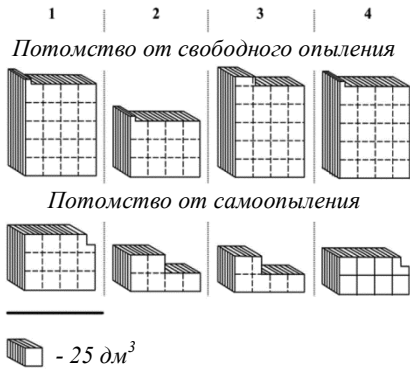 1 2 3 4
Потомство от свободного опыления
Потомство от самоопыления
- 25 дм³